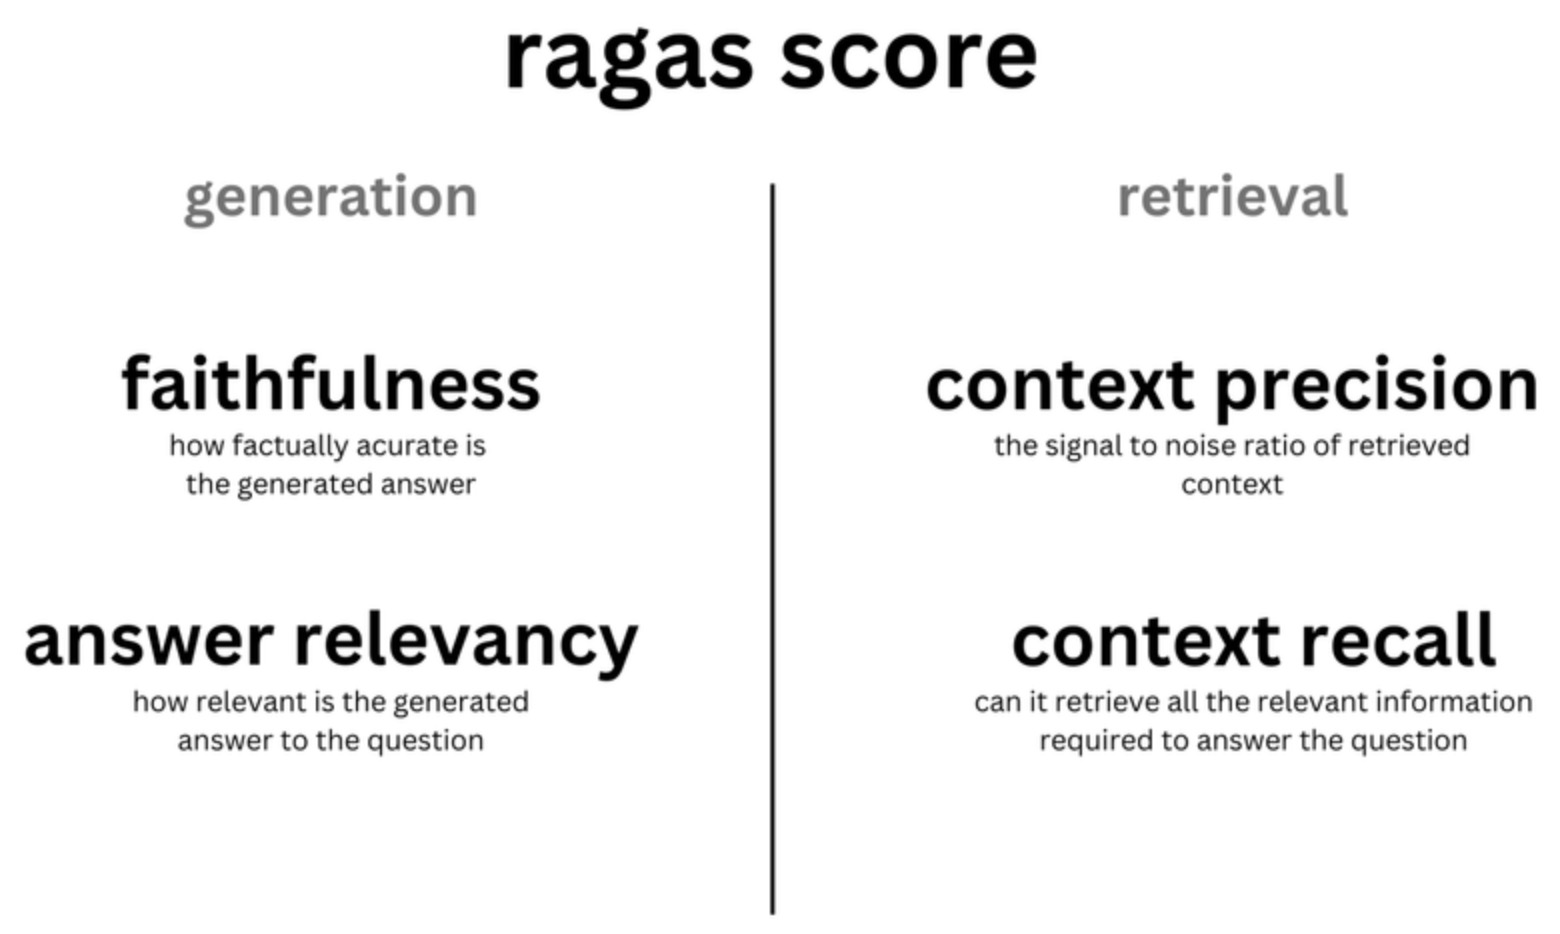 ragas score
generation
faithfulness
how factually acurate is
the generated answer
answer relevancy
how relevant is the generated
answer to the question
retrieval
context precision
the signal to noise ratio of retrieved
context
context recall
can it retrieve all the relevant information
required to answer the question